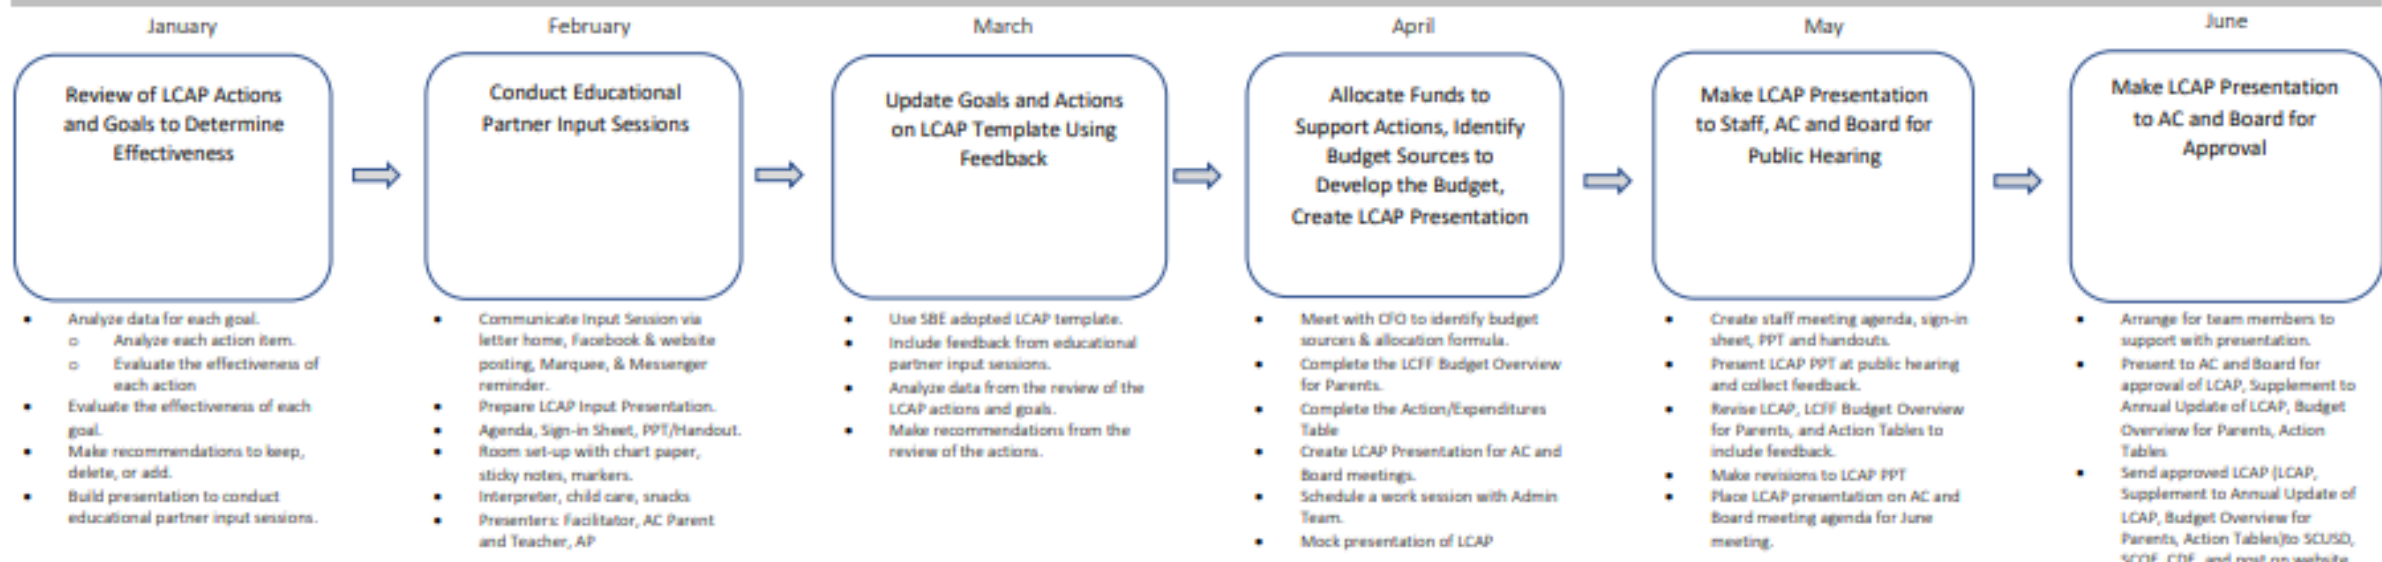 January
Review of LCAP Actions
and Goals to Determine
Effectiveness
• Analyze data for each goal.
o Analyze each action item.
o Evaluate the effectiveness of
each action
• Evaluate the effectiveness of each
goal.
• Make recommendations to keep,
delete, or add.
• Build presentation to conduct
educational partner input sessions.
February
Conduct Educational
Partner Input Sessions
• Communicate Input Session via
letter home, Facebook & website
posting, Marquee, & Messenger
reminder.
• Prepare LCAP Input Presentation.
• Agenda, Sign-in Sheet, PPT/Handout.
• Room set-up with chart paper,
sticky notes, markers.
• Interpreter, child care, snacks
• Presenters: Facilitator, AC Parent
and Teacher, AP
March
Update Goals and Actions
on LCAP Template Using
Feedback
• Use SBE adopted LCAP template.
• Include feedback from educational
partner input sessions.
• Analyze data from the review of the
LCAP actions and goals.
• Make recommendations from the
review of the actions.
April
Allocate Funds to
Support Actions, Identify
Budget Sources to
Develop the Budget,
Create LCAP Presentation
• Meet with CFO to identify budget
sources & allocation formula.
• Complete the LCFF Budget Overview
for Parents.
• Complete the Action/Expenditures
Table
• Create LCAP Presentation for AC and
Board meetings.
• Schedule a work session with Admin
Team.
• Mock presentation of LCAP
May
Make LCAP Presentation
to Staff, AC and Board for
Public Hearing
• Create staff meeting agenda, sign-in
sheet, PPT and handouts.
• Present LCAP PPT at public hearing
and collect feedback.
• Revise LCAP, LCFF Budget Overview
for Parents, and Action Tables to
include feedback.
• Make revisions to LCAP PPT
• Place LCAP presentation on AC and
Board meeting agenda for June
meeting.
June
Make LCAP Presentation
to AC and Board for
Approval
• Arrange for team members to
support with presentation.
• Present to AC and Board for
approval of LCAP, Supplement to
Annual Update of LCAP, Budget
Overview for Parents, Action
Tables
• Send approved LCAP (LCAP,
Supplement to Annual Update of
LCAP, Budget Overview for
Parents, Action Tables)to SCUSD,
SCOE, CDE, and post on website